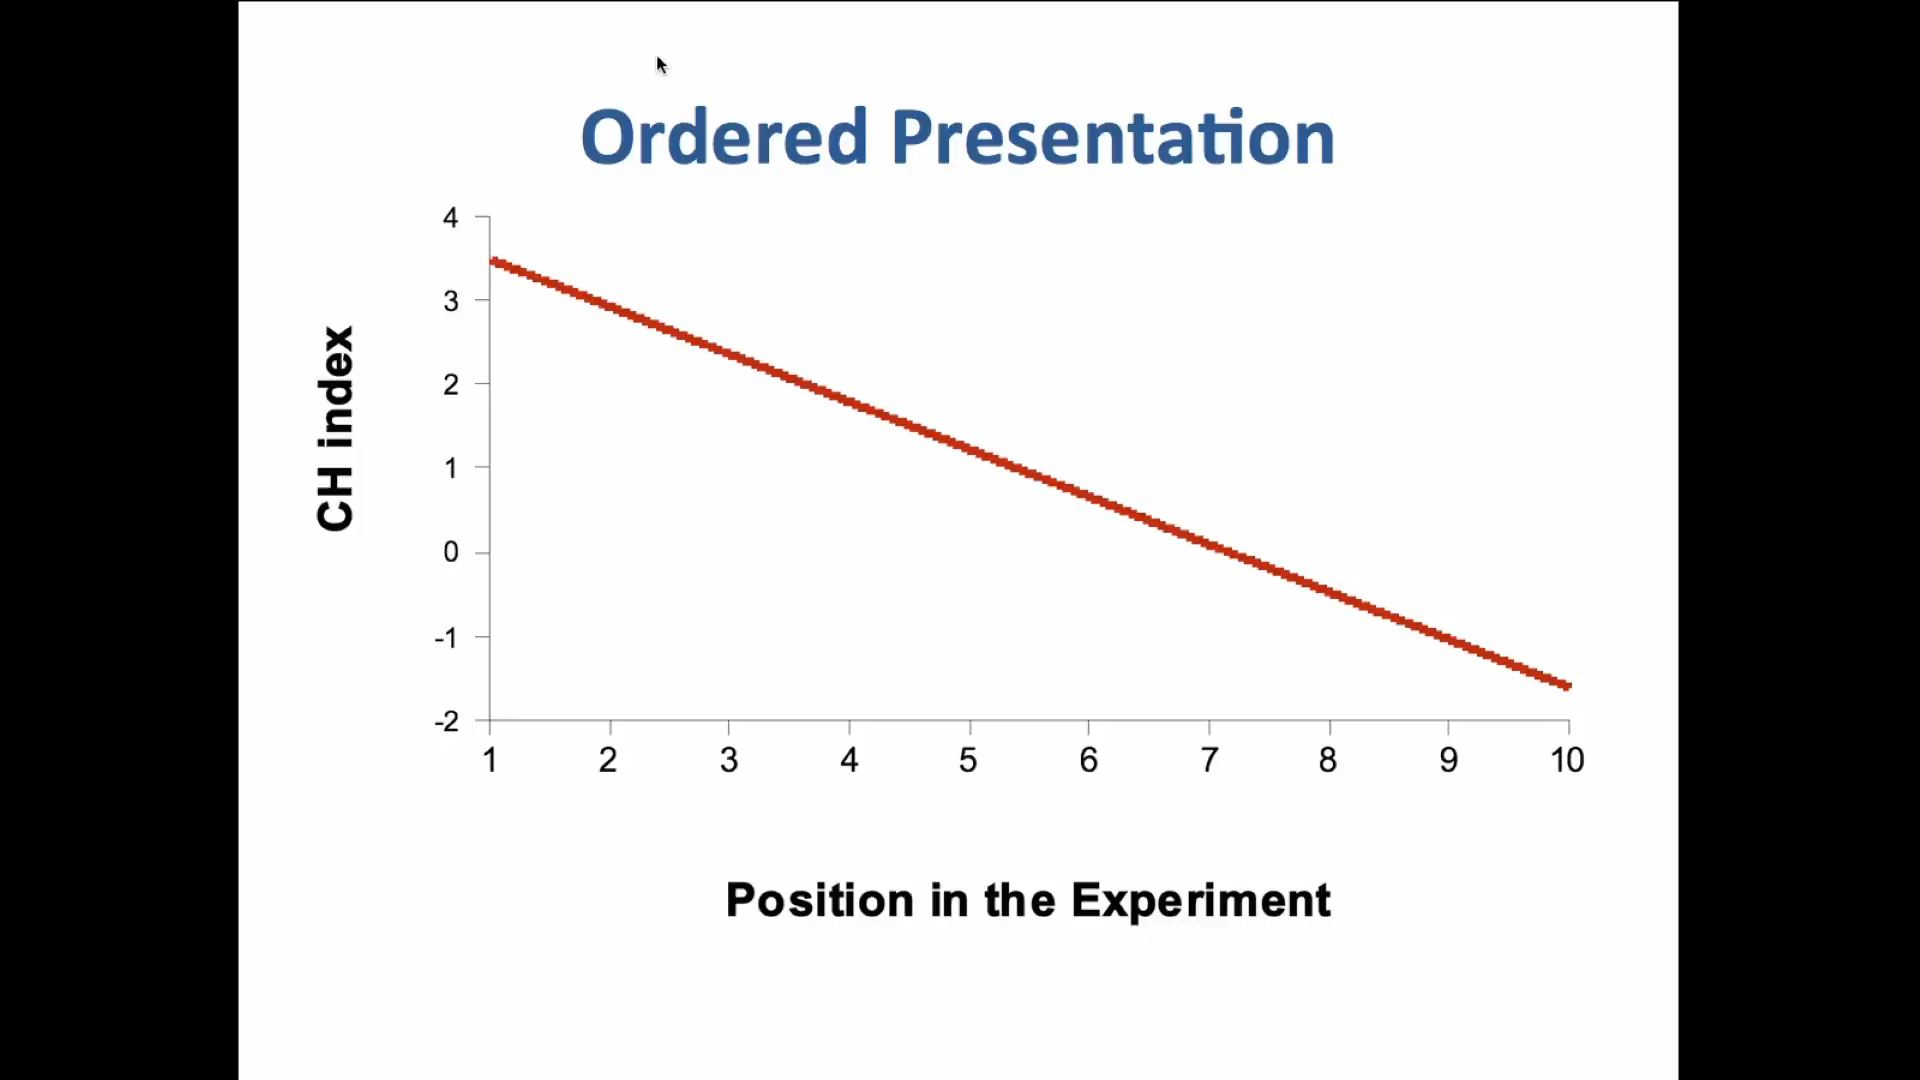 Ordered Presentation
4
3
2
1
0
-1
-2
CH index
1 2 3 4 5 6 7 8 9 10
Position in the Experiment